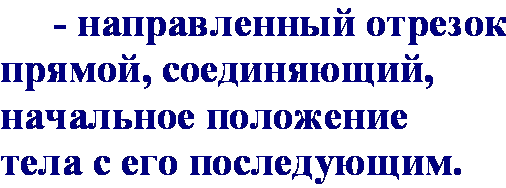 - направленный отрезок
прямой, соединяющий,
начальное положение
тела с его последующим.